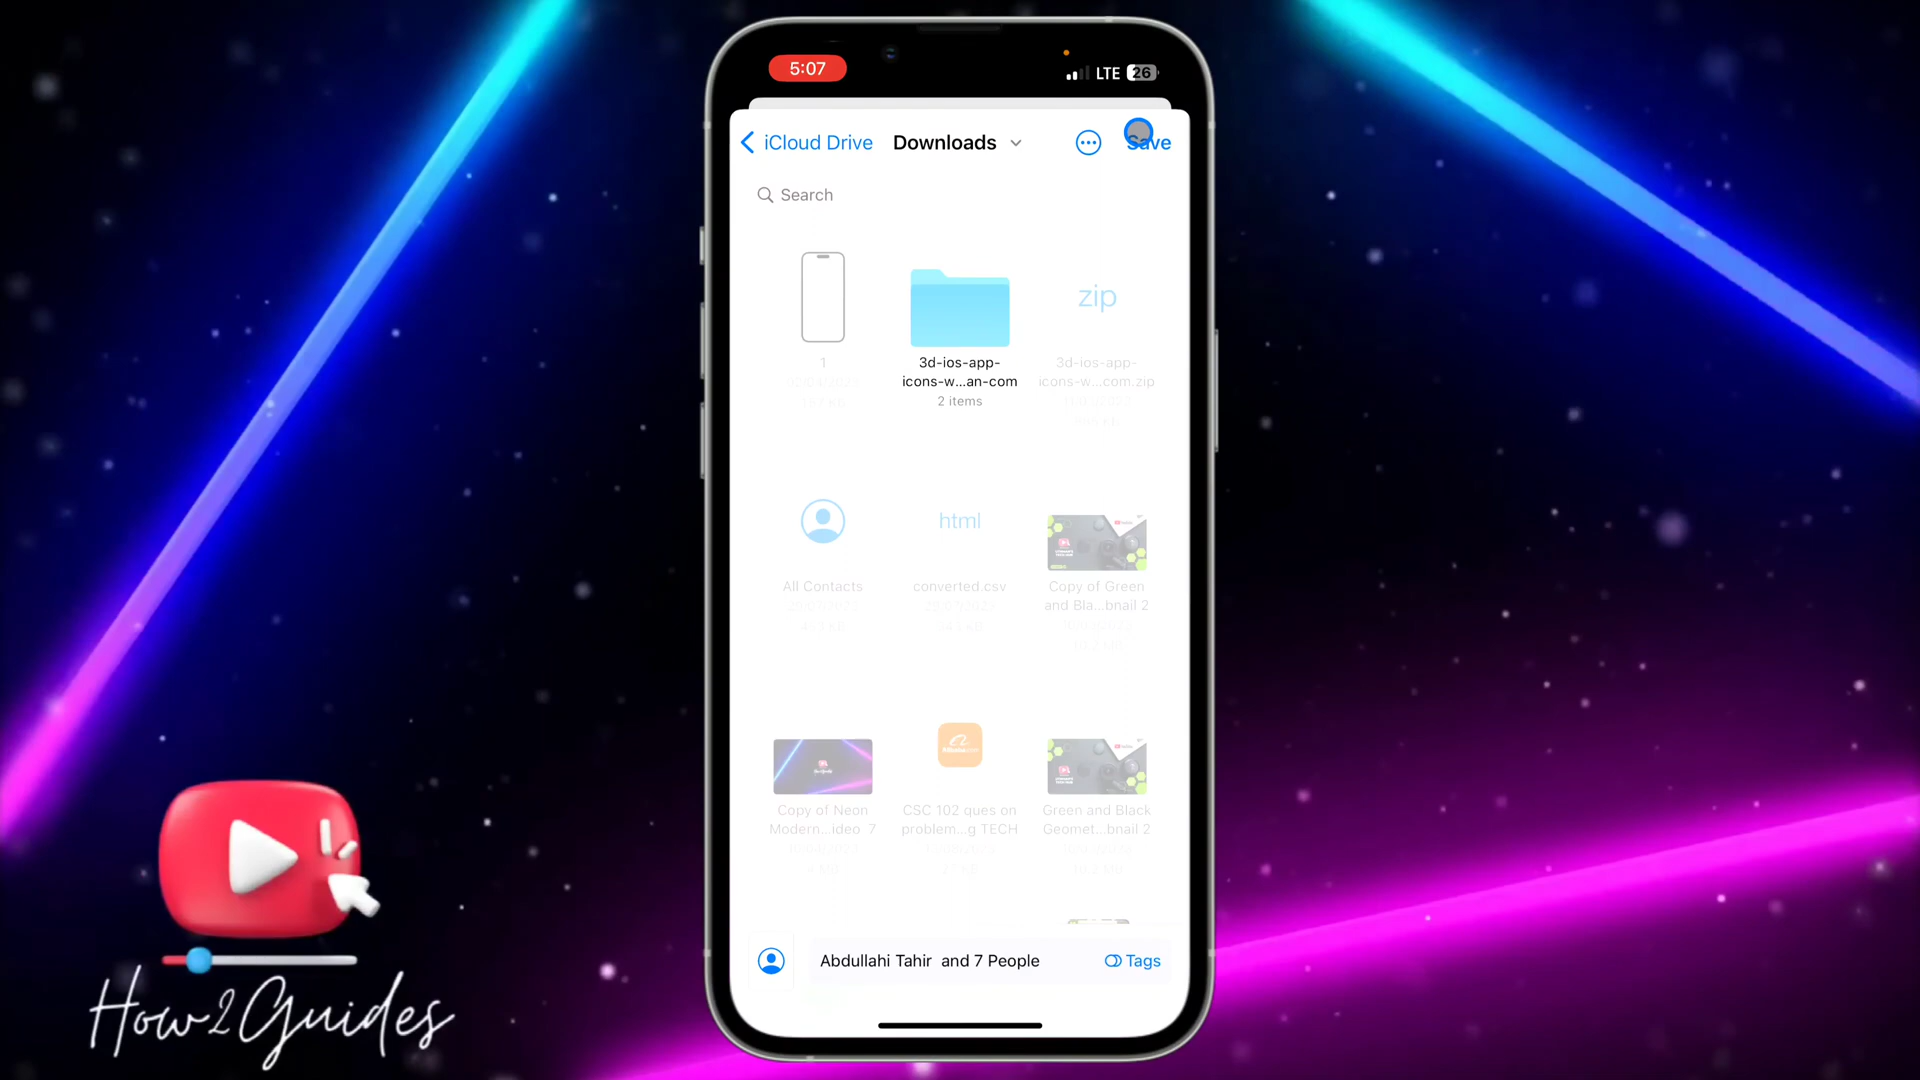 5:07
LTE 26
iCloud Drive Downloads Save
Search
1
3d-ios-app-
icons-w...an-com
2 items
zip
3d-ios-app-
icons-w...com.zip
All Contacts
html
converted.csv
Copy of Green
and Bla...bnail 2
Copy of Neon
Modern...ideo 7
CSC 102 ques on
problem...g TECH
Green and Black
Geomet...bnail 2
Abdullahi Tahir and 7 People Tags
How2Guides